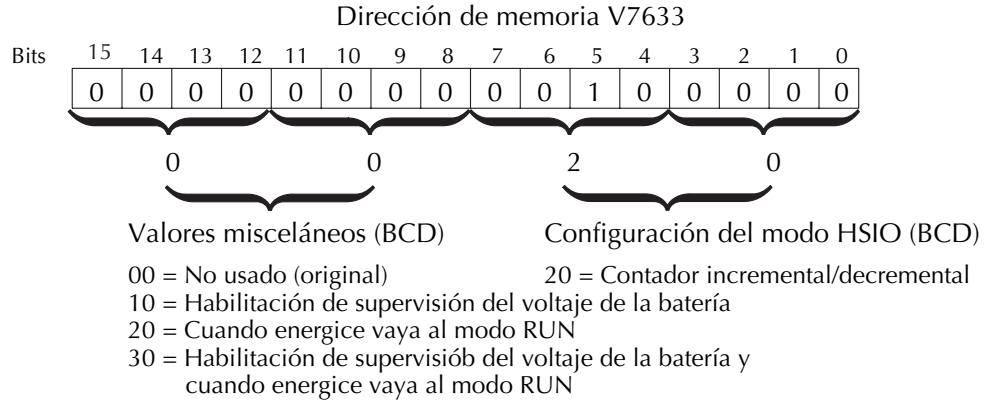 Dirección de memoria V7633
Bits 15 14 13 12 11 10 9 8 7 6 5 4 3 2 1 0
0 0 0 0 0 0 0 0 0 0 1 0 0 0 0 0
0 0 2 0
Valores misceláneos (BCD) Configuración del modo HSIO (BCD)
00 = No usado (original) 20 = Contador incremental/decremental
10 = Habilitación de supervisión del voltaje de la batería
20 = Cuando energice vaya al modo RUN
30 = Habilitación de supervisiób del voltaje de la batería y
cuando energice vaya al modo RUN